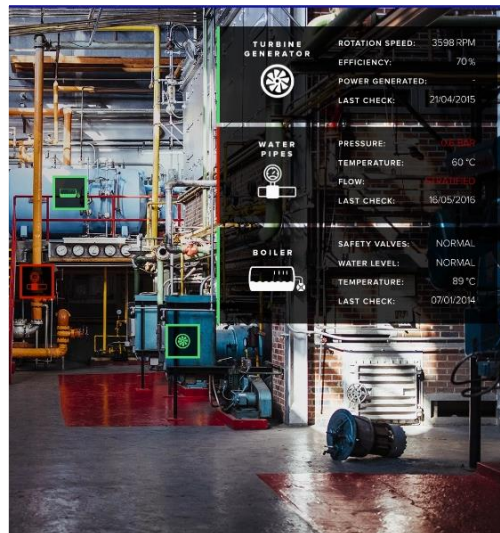 TURBINE
GENERATOR
ROTATION SPEED: 3598 RPM
EFFICIENCY: 70 %
POWER GENERATED: -
LAST CHECK: 21/04/2015
WATER
PIPES
PRESSURE: BAR
TEMPERATURE: 60 °C
FLOW: STRATIFIED
LAST CHECK: 16/05/2016
BOILER
SAFETY VALVES: NORMAL
WATER LEVEL: NORMAL
TEMPERATURE: 89 °C
LAST CHECK: 07/01/2014